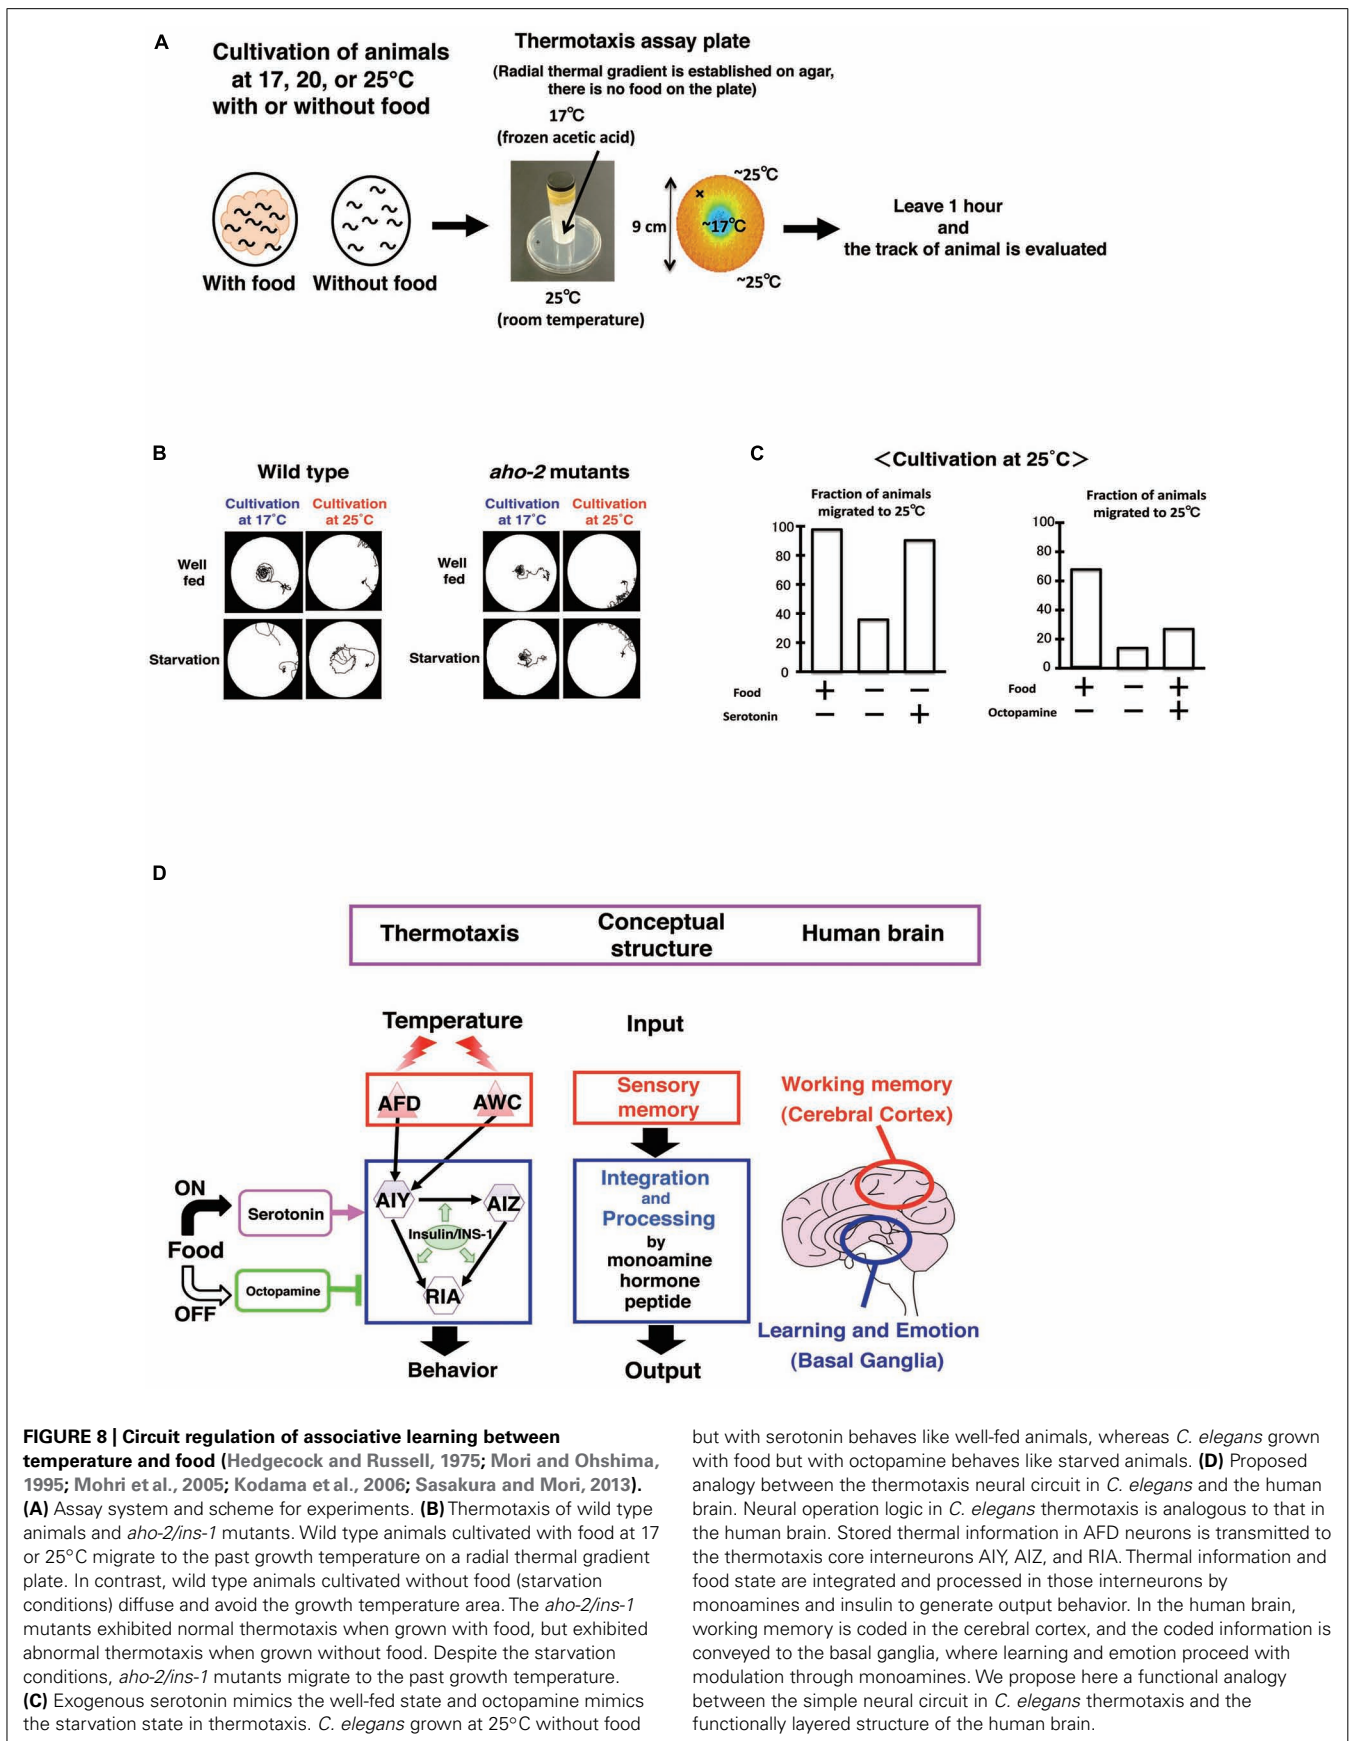 A
Cultivation of animals
at 17, 20, or 25°C
with or without food
With food
Without food
Thermotaxis assay plate
(Radial thermal gradient is established on agar,
there is no food on the plate)
17°C
(frozen acetic acid)
25°C
(room temperature)
9 cm
~25°C
×
~17°C
~25°C
Leave 1 hour
and
the track of animal is evaluated
B
Wild type
Cultivation
at 17°C
Cultivation
at 25°C
Well
fed
Starvation
aho-2 mutants
Cultivation
at 17°C
Cultivation
at 25°C
Well
fed
Starvation
C
<Cultivation at 25°C>
Fraction of animals
migrated to 25°C
100
80
60
40
20
0
Food + − −
Serotonin − − +
Fraction of animals
migrated to 25°C
100
80
60
40
20
0
Food + − +
Octopamine − − +
D
Thermotaxis
Conceptual
structure
Human brain
Temperature
AFD
AWC
ON
Food
OFF
Serotonin
Octopamine
AIY
AIZ
Insulin/INS-1
RIA
Behavior
Input
Sensory
memory
Integration
and
Processing
by
monoamine
hormone
peptide
Output
Working memory
(Cerebral Cortex)
Learning and Emotion
(Basal Ganglia)
FIGURE 8 | Circuit regulation of associative learning between
temperature and food (Hedgecock and Russell, 1975; Mori and Ohshima,
1995; Mohri et al., 2005; Kodama et al., 2006; Sasakura and Mori, 2013).
(A) Assay system and scheme for experiments. (B) Thermotaxis of wild type
animals and aho-2/ins-1 mutants. Wild type animals cultivated with food at 17
or 25°C migrate to the past growth temperature on a radial thermal gradient
plate. In contrast, wild type animals cultivated without food (starvation
conditions) diffuse and avoid the growth temperature area. The aho-2/ins-1
mutants exhibited normal thermotaxis when grown with food, but exhibited
abnormal thermotaxis when grown without food. Despite the starvation
conditions, aho-2/ins-1 mutants migrate to the past growth temperature.
(C) Exogenous serotonin mimics the well-fed state and octopamine mimics
the starvation state in thermotaxis. C. elegans grown at 25°C without food
but with serotonin behaves like well-fed animals, whereas C. elegans grown
with food but with octopamine behaves like starved animals. (D) Proposed
analogy between the thermotaxis neural circuit in C. elegans and the human
brain. Neural operation logic in C. elegans thermotaxis is analogous to that in
the human brain. Stored thermal information in AFD neurons is transmitted to
the thermotaxis core interneurons AIY, AIZ, and RIA. Thermal information and
food state are integrated and processed in those interneurons by
monoamines and insulin to generate output behavior. In the human brain,
working memory is coded in the cerebral cortex, and the coded information is
conveyed to the basal ganglia, where learning and emotion proceed with
modulation through monoamines. We propose here a functional analogy
between the simple neural circuit in C. elegans thermotaxis and the
functionally layered structure of the human brain.